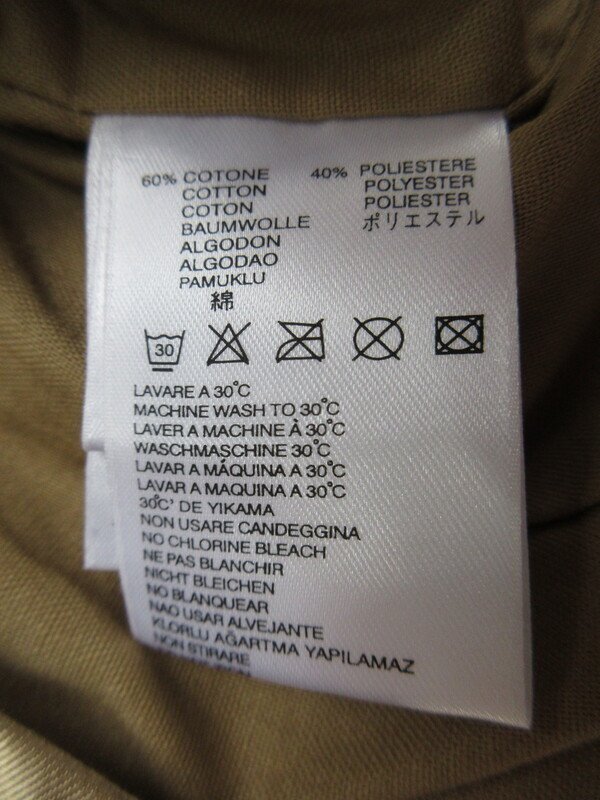 60% COTONE 40% POLIESTERE
COTTON POLYESTER
COTON POLIESTER
BAUMWOLLE ポリエステル
ALGODON
ALGODAO
PAMUKLU
綿
30
LAVARE A 30°C
MACHINE WASH TO 30°C
LAVER A MACHINE À 30°C
WASCHMASCHINE 30°C
LAVAR A MÁQUINA A 30°C
LAVAR A MAQUINA A 30°C
30°C' DE YIKAMA
NON USARE CANDEGGINA
NO CHLORINE BLEACH
NE PAS BLANCHIR
NICHT BLEICHEN
NO BLANQUEAR
NAO USAR ALVEJANTE
KLORLU AĞARTMA YAPILAMAZ
NON STIRARE